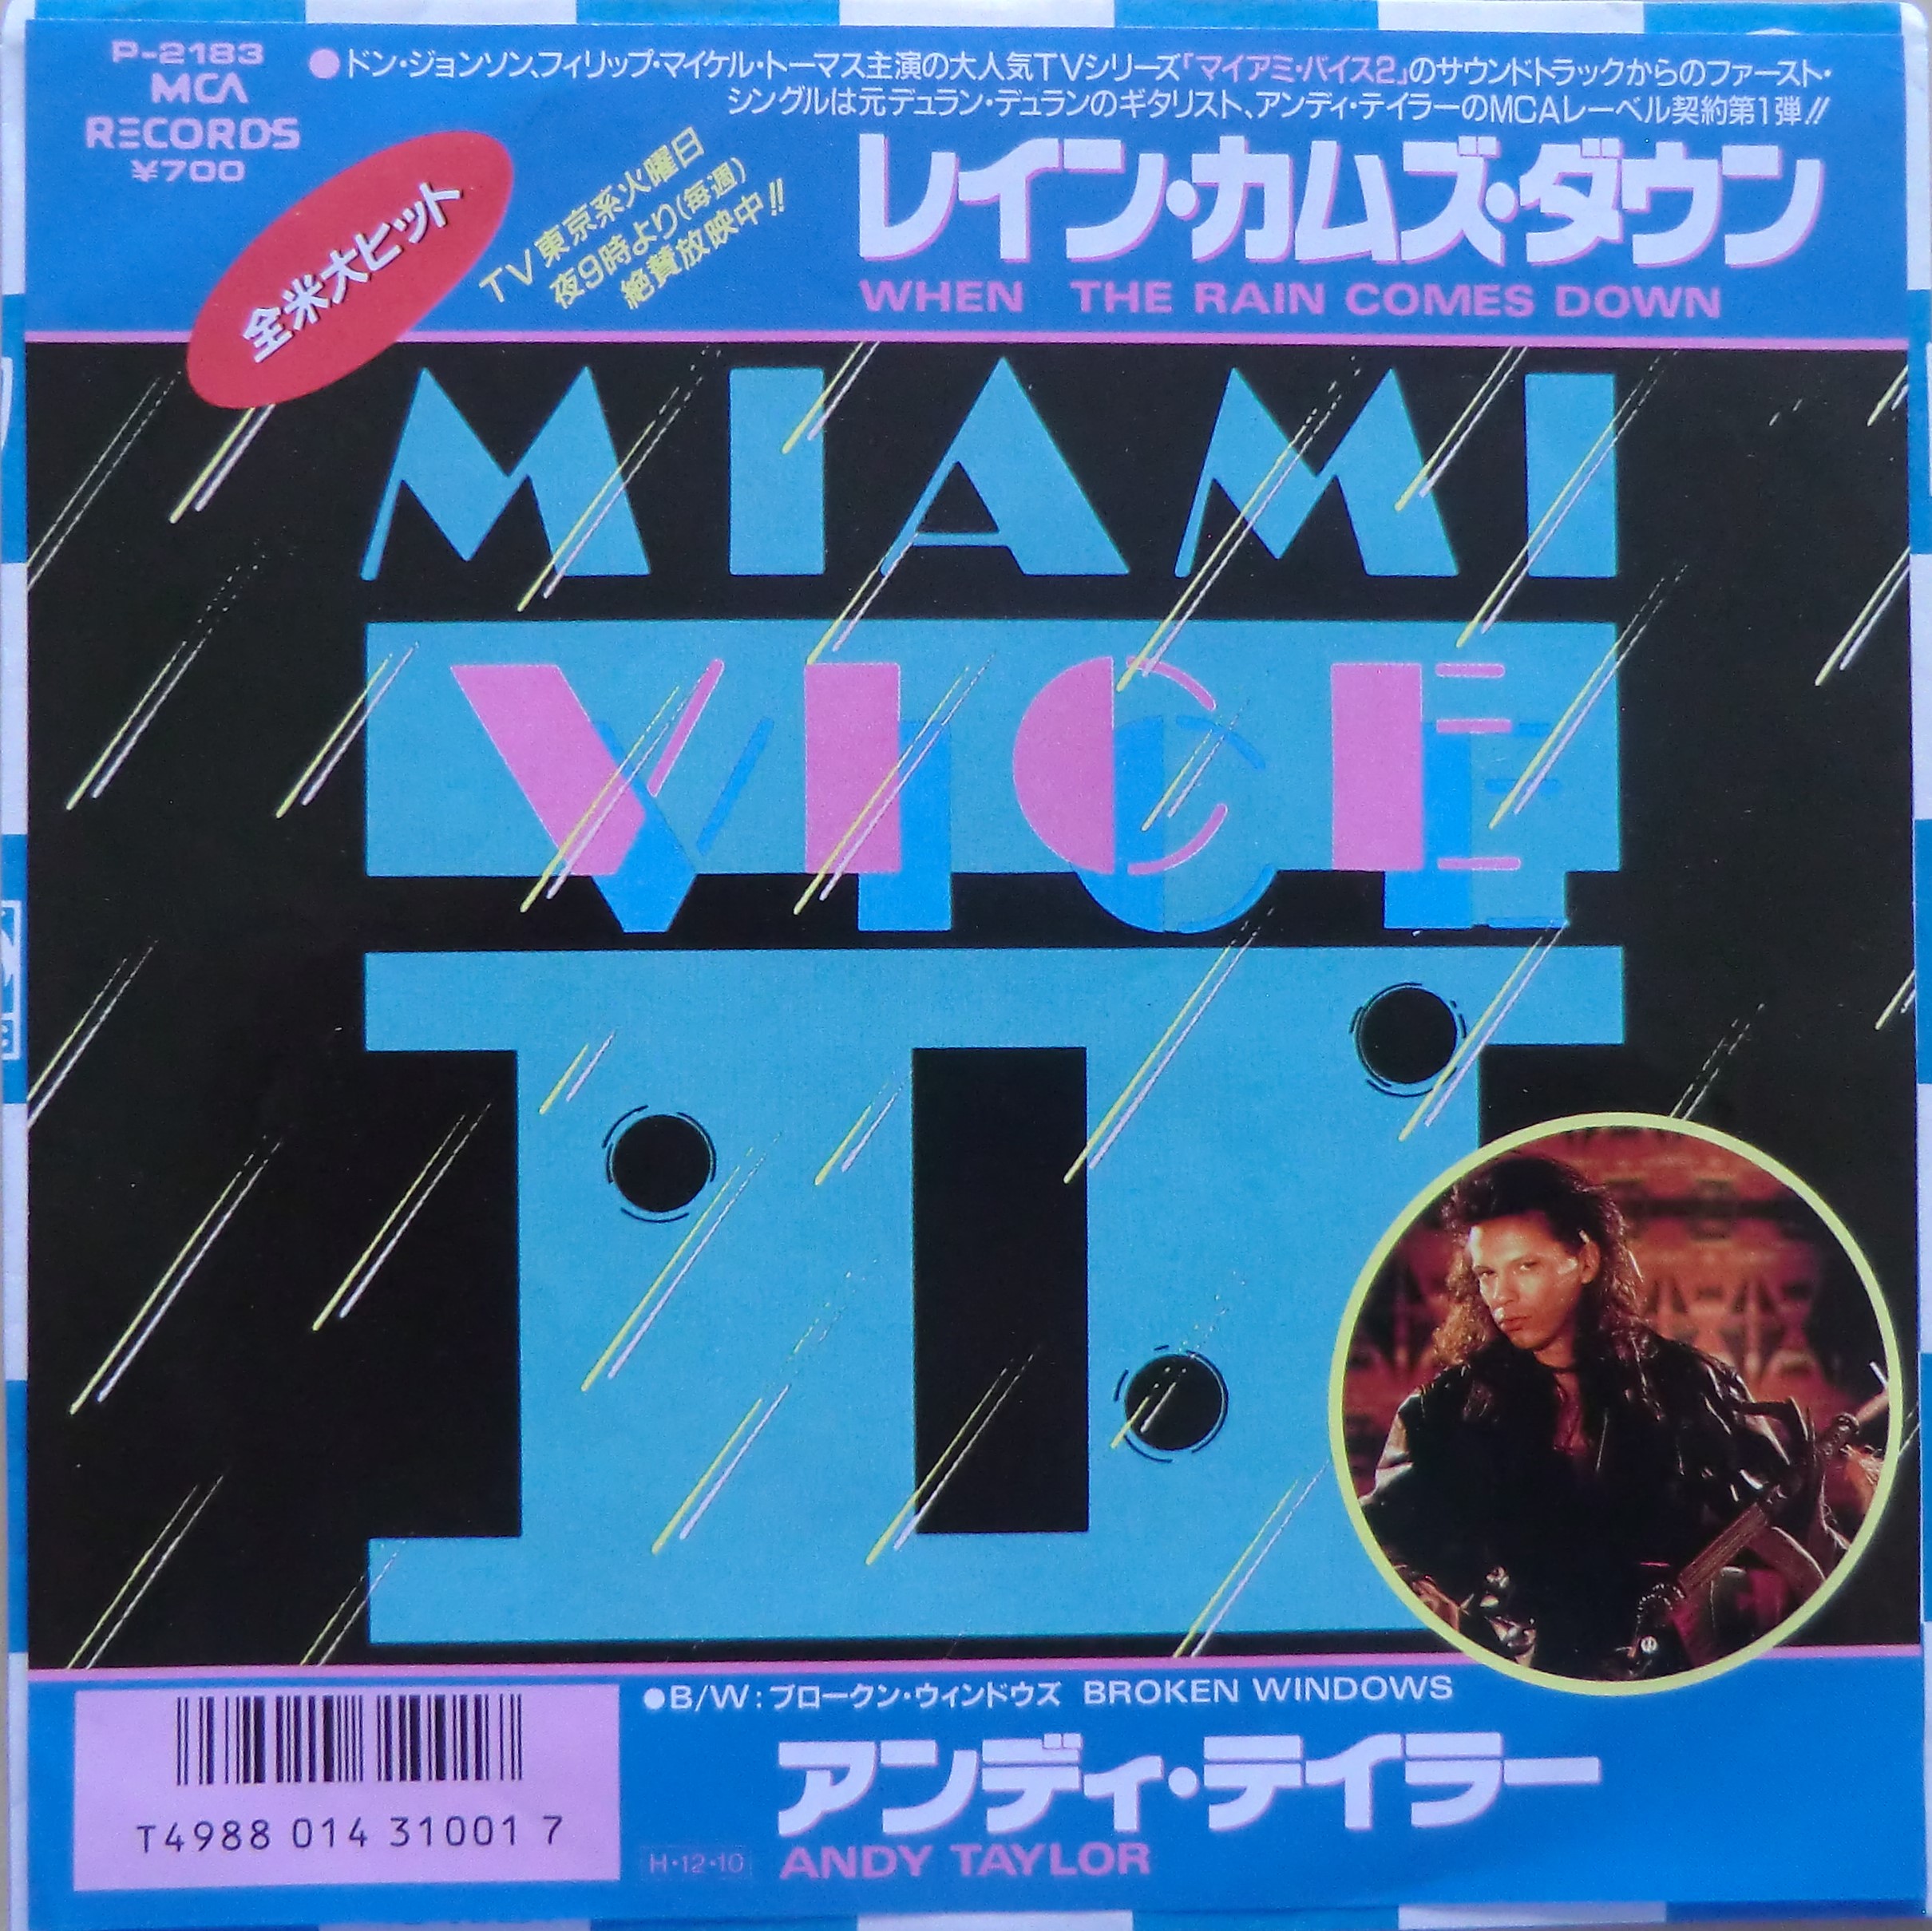 P-2183
MCA
RECORDS
¥700
●ドン・ジョンソン、フィリップ・マイケル・トーマス主演の大人気TVシリーズ「マイアミ・バイス2」のサウンドトラックからのファースト・
シングルは元デュラン・デュランのギタリスト、アンディ・テイラーのMCAレーベル契約第1弾!!
全米大ヒット
TV東京系火曜日
夜9時より(毎週)
絶賛放映中!!
レイン・カムズ・ダウン
WHEN THE RAIN COMES DOWN
MIAMI
VICE
II
●B/W:ブロークン・ウィンドウズ BROKEN WINDOWS
アンディ・テイラー
H・12・10 ANDY TAYLOR
T4988 014 31001 7